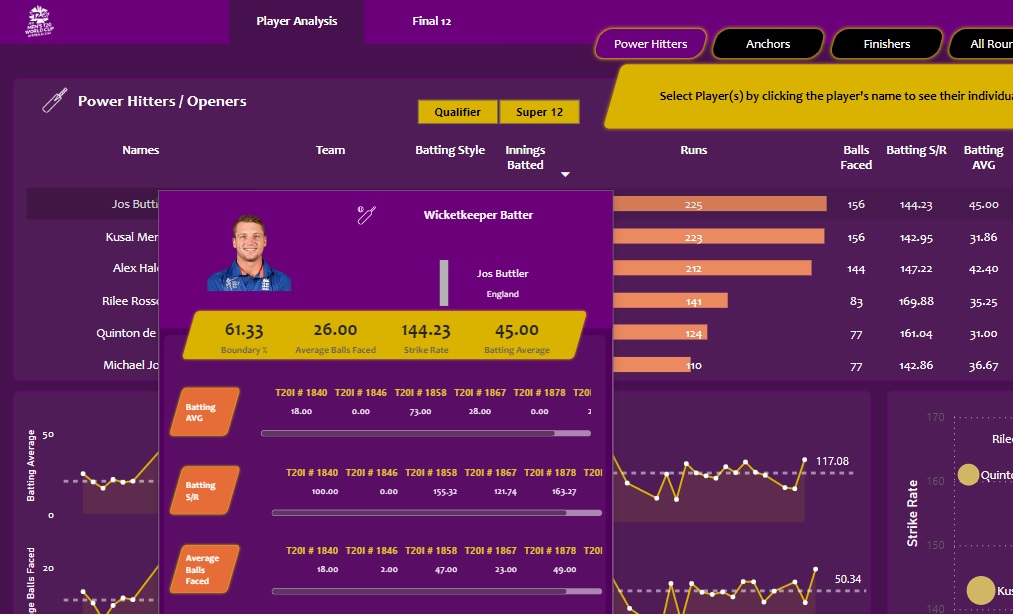 MEN'S T20
WORLD CUP
Player Analysis
Final 12
Power Hitters
Anchors
Finishers
All Rour
Power Hitters / Openers
Qualifier
Super 12
Select Player(s) by clicking the player's name to see their individua
Names
Team
Batting Style
Innings
Batted
Runs
Balls
Faced
Batting S/R
Batting
AVG
Jos Butt
225
156
144.23
45.00
Kusal Mer
223
156
142.95
31.86
Alex Hal
212
144
147.22
42.40
Rilee Rosso
141
83
169.88
35.25
Quinton de
124
77
161.04
31.00
Michael Jo
110
77
142.86
36.67
Wicketkeeper Batter
Jos Buttler
England
61.33
Boundary %
26.00
Average Balls Faced
144.23
Strike Rate
45.00
Batting Average
Batting
AVG
T20I # 1840 T20I # 1846 T20I # 1858 T20I # 1867 T20I # 1878 T20I
18.00 0.00 73.00 28.00 0.00
Batting
S/R
T20I # 1840 T20I # 1846 T20I # 1858 T20I # 1867 T20I # 1878 T20I
100.00 0.00 155.32 121.74 163.27
Average
Balls
Faced
T20I # 1840 T20I # 1846 T20I # 1858 T20I # 1867 T20I # 1878 T20I
18.00 2.00 47.00 23.00 49.00
Batting Average
50
0
117.08
ge Balls Faced
20
50.34
Strike Rate
170
160
150
140
Rilee
Quinto
Kus